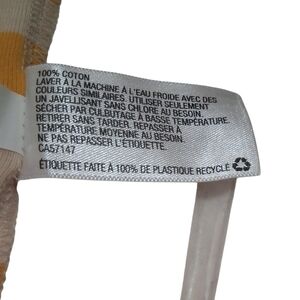 100% COTON
LAVER À LA MACHINE À L'EAU FROIDE AVEC DES
COULEURS SIMILAIRES. UTILISER SEULEMENT
UN JAVELLISANT SANS CHLORE AU BESOIN.
SÉCHER PAR CULBUTAGE À BASSE TEMPÉRATURE.
RETIRER SANS TARDER. REPASSER À
TEMPÉRATURE MOYENNE AU BESOIN.
NE PAS REPASSER L'ÉTIQUETTE.
CA57147
ÉTIQUETTE FAITE À 100% DE PLASTIQUE RECYCLÉ